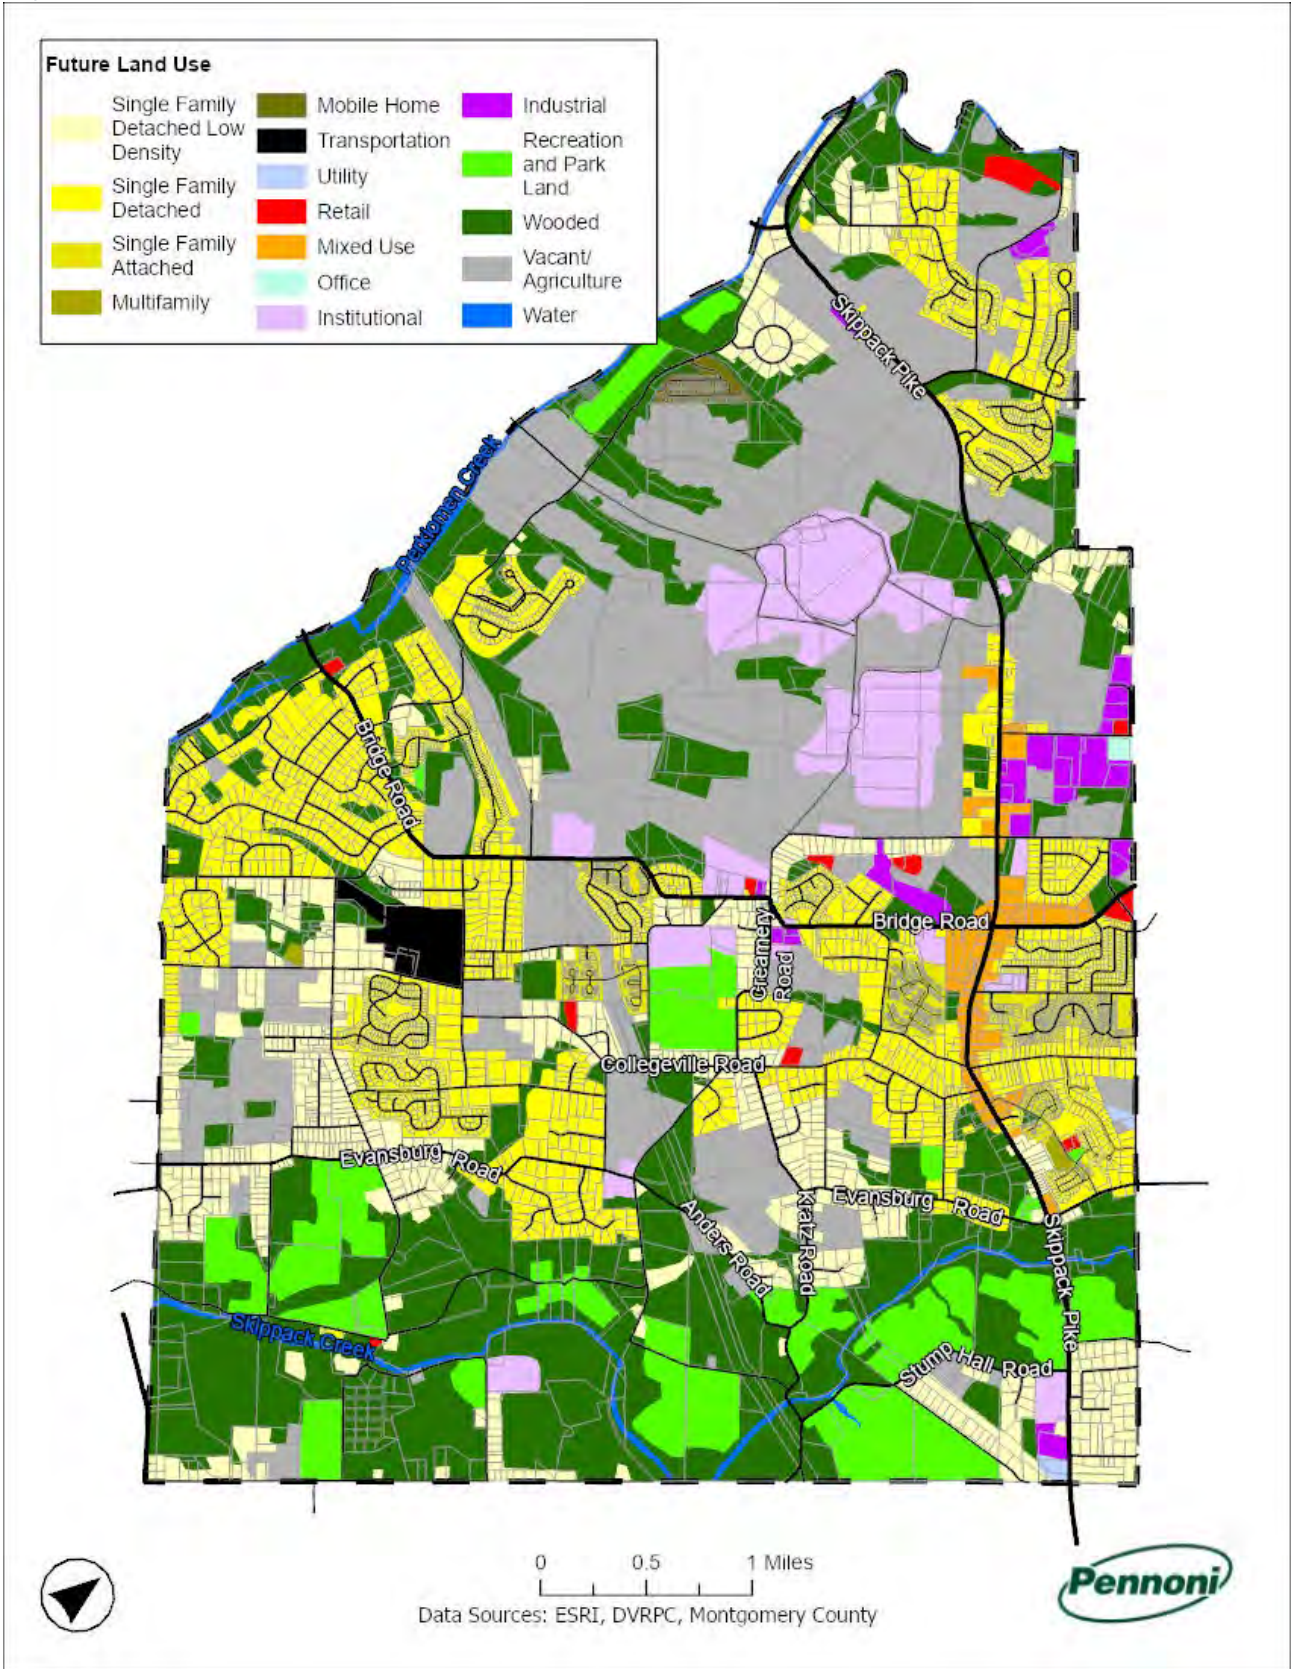 Future Land Use
Single Family
Detached Low
Density
Single Family
Detached
Single Family
Attached
Multifamily
Mobile Home
Transportation
Utility
Retail
Mixed Use
Office
Institutional
Industrial
Recreation
and Park
Land
Wooded
Vacant/
Agriculture
Water
Skippack Pike
Perkiomen Creek
Bridge Road
Bridge Road
Creamery
Road
Collegeville Road
Evansburg Road
Evansburg Road
Anders Road
Kratz Road
Skippack Pike
Skippack Creek
Stump Hall Road
0 0.5 1 Miles
Data Sources: ESRI, DVRPC, Montgomery County
Pennoni